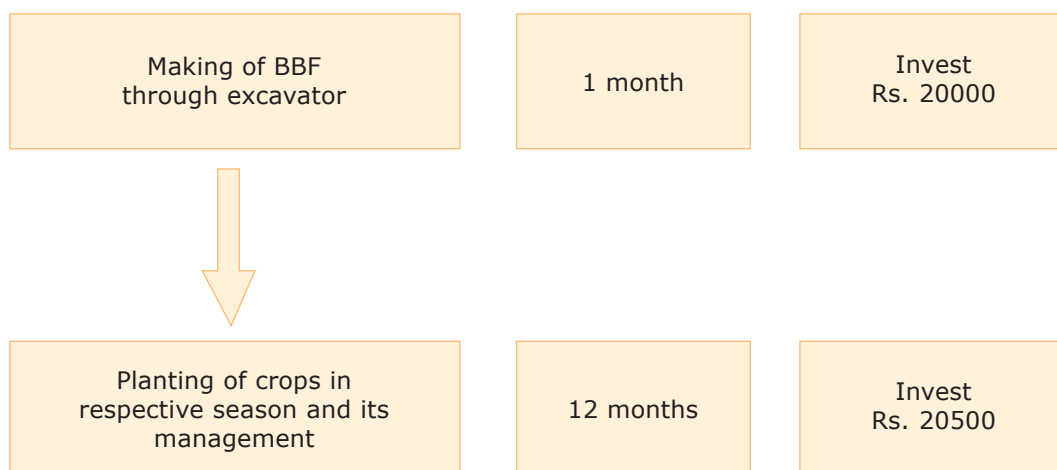 Making of BBF
through excavator
1 month
Invest
Rs. 20000
Planting of crops in
respective season and its
management
12 months
Invest
Rs. 20500